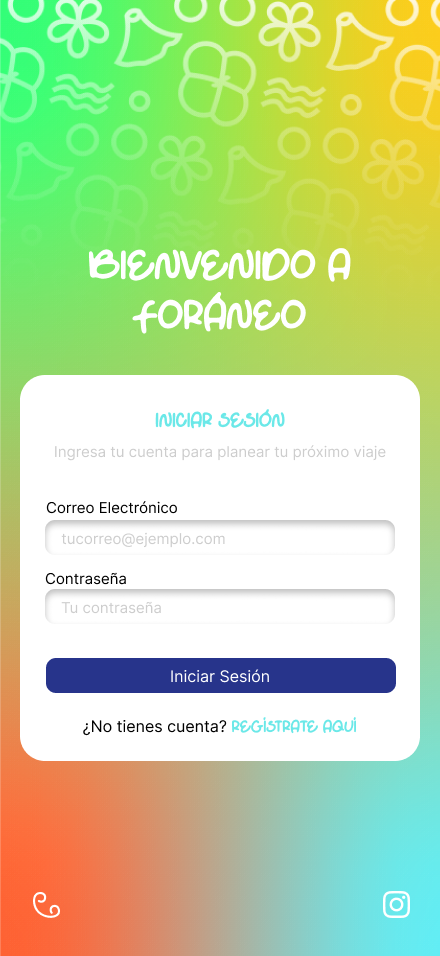 BIENVENIDO A
FORÁNEO
INICIAR SESIÓN
Ingresa tu cuenta para planear tu próximo viaje
Correo Electrónico
tucorreo@ejemplo.com
Contraseña
Tu contraseña
Iniciar Sesión
¿No tienes cuenta? REGÍSTRATE AQUÍ